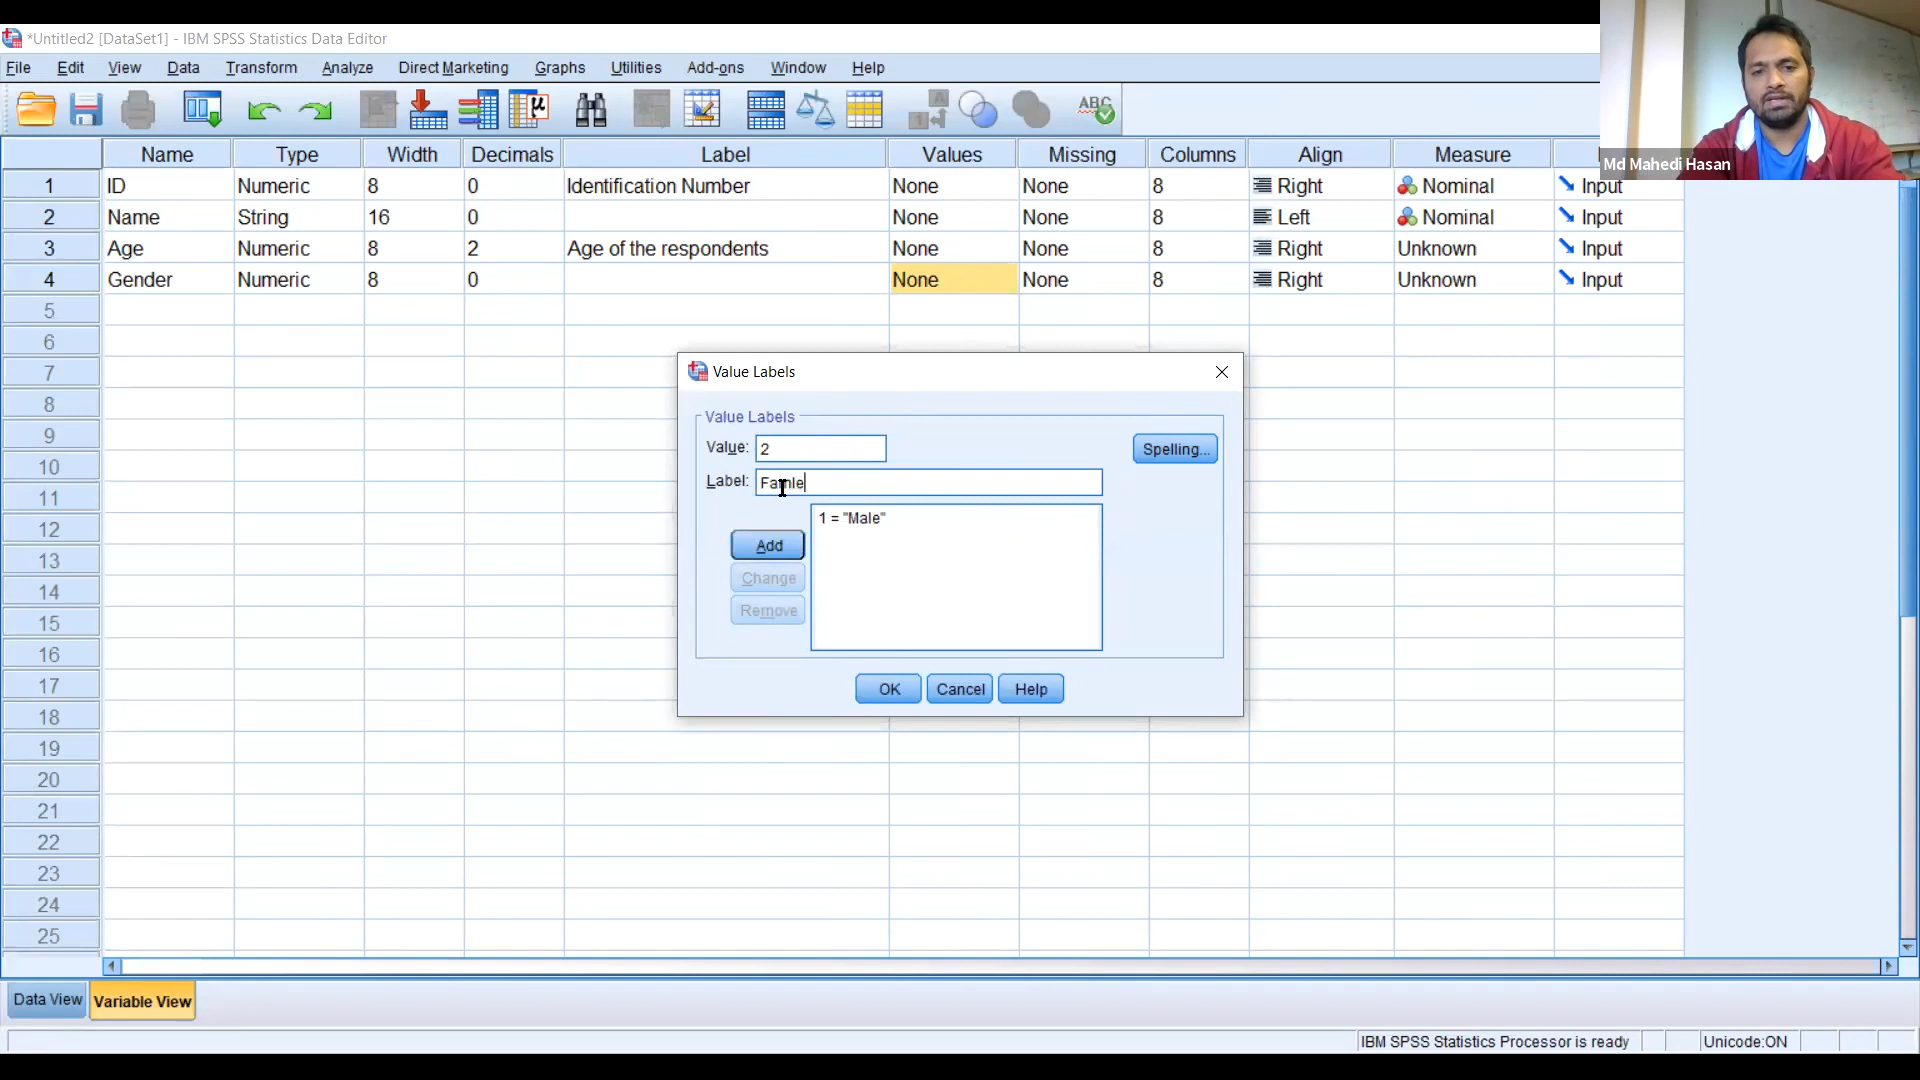 *Untitled2 [DataSet1] - IBM SPSS Statistics Data Editor
File Edit View Data Transform Analyze Direct Marketing Graphs Utilities Add-ons Window Help
Md Mahedi Hasan
Name Type Width Decimals Label Values Missing Columns Align Measure
1 ID Numeric 8 0 Identification Number None None 8 Right Nominal Input
2 Name String 16 0 None None 8 Left Nominal Input
3 Age Numeric 8 2 Age of the respondents None None 8 Right Unknown Input
4 Gender Numeric 8 0 None None 8 Right Unknown Input
5
6
7
8
9
10
11
12
13
14
15
16
17
18
19
20
21
22
23
24
25
Value Labels
Value Labels
Value: 2
Spelling...
Label:
1 = "Male"
Add
Change
Remove
OK Cancel Help
Data View Variable View
IBM SPSS Statistics Processor is ready Unicode:ON